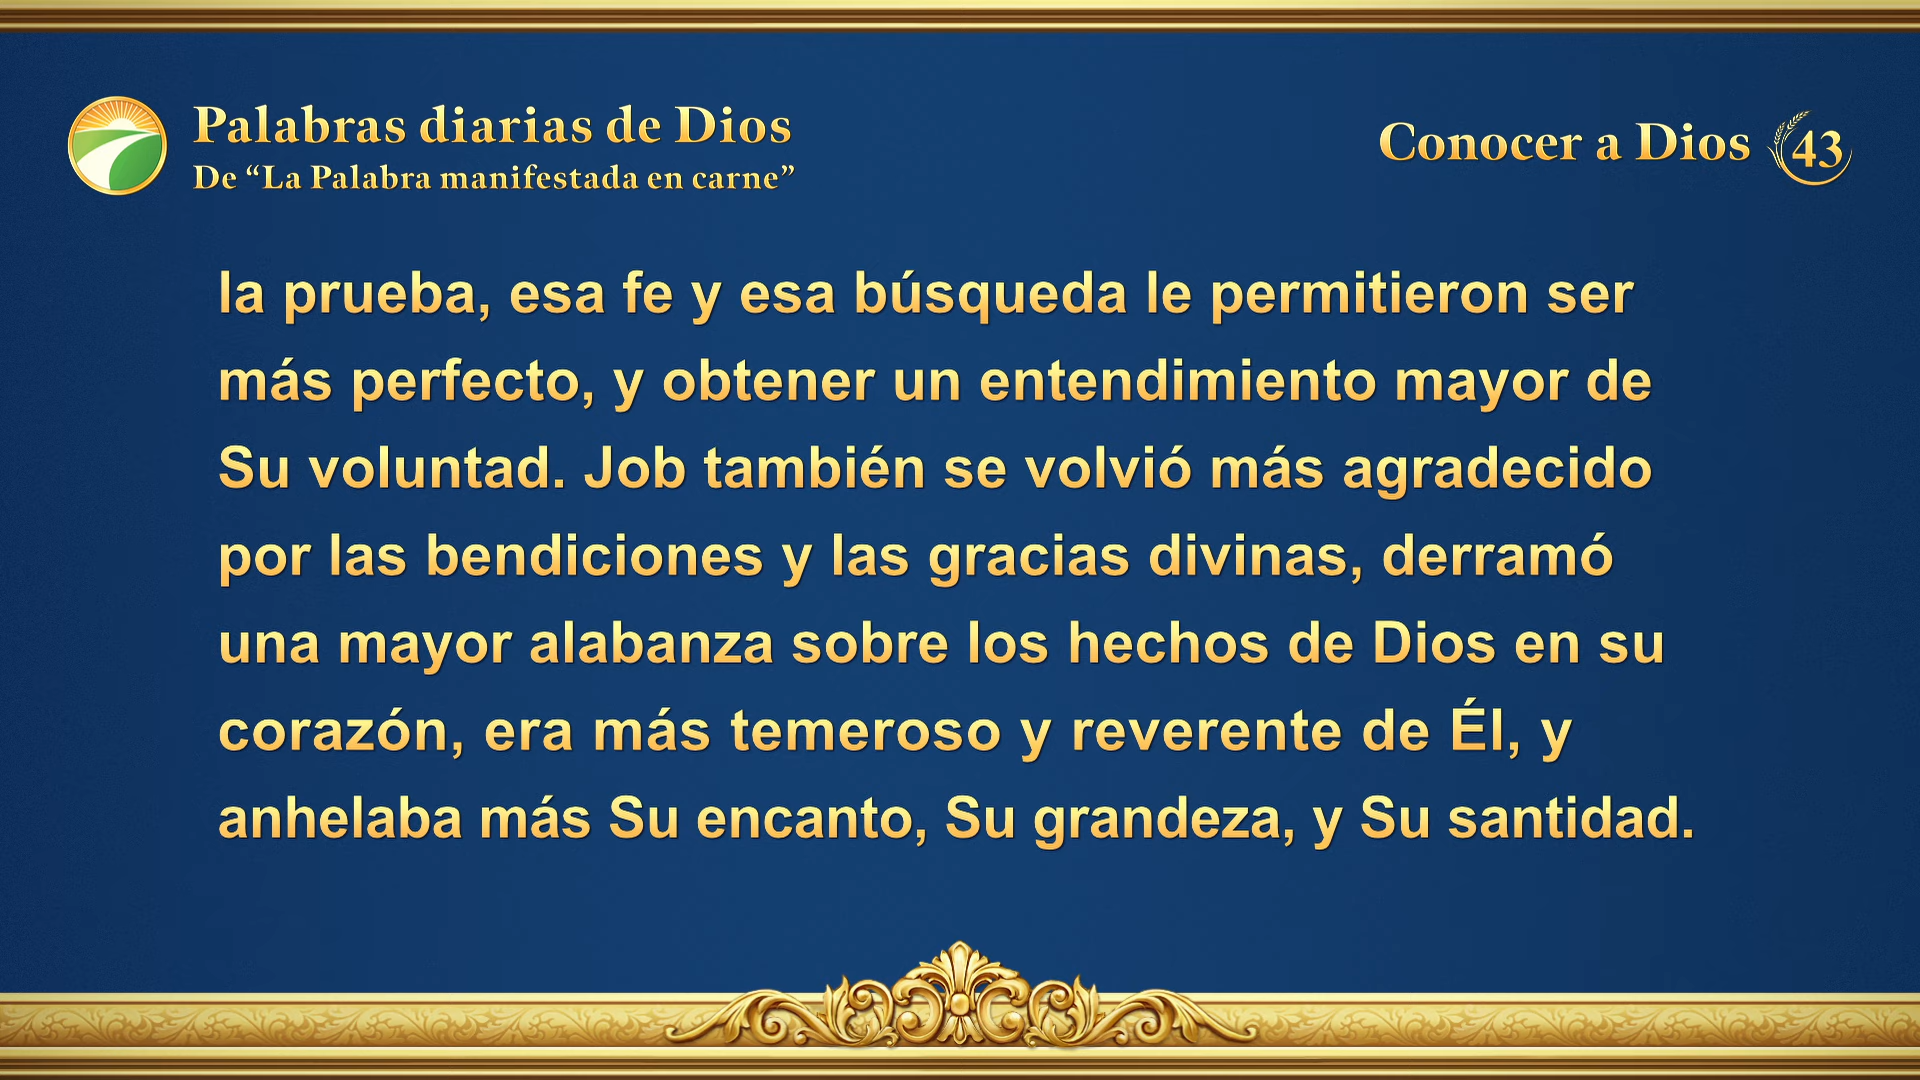 Palabras diarias de Dios
De “La Palabra manifestada en carne”
Conocer a Dios 43
la prueba, esa fe y esa búsqueda le permitieron ser
más perfecto, y obtener un entendimiento mayor de
Su voluntad. Job también se volvió más agradecido
por las bendiciones y las gracias divinas, derramó
una mayor alabanza sobre los hechos de Dios en su
corazón, era más temeroso y reverente de Él, y
anhelaba más Su encanto, Su grandeza, y Su santidad.